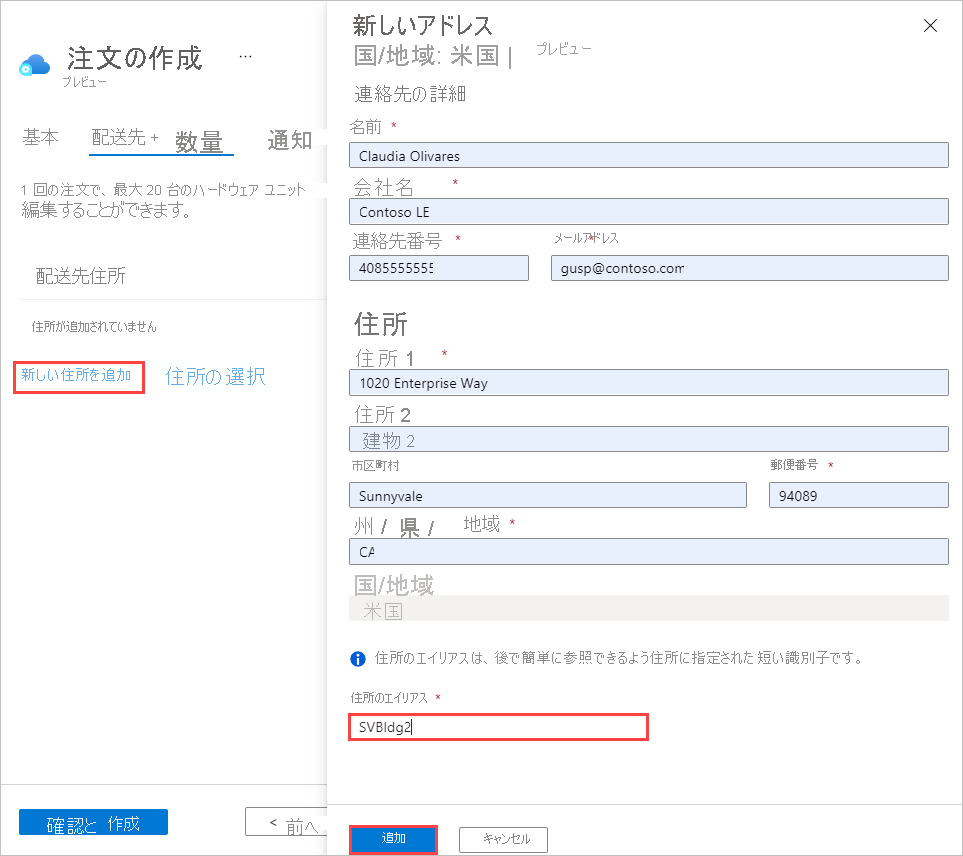 注文の作成 …
プレビュー
基本 配送先 + 数量 通知
1 回の注文で、最大 20 台のハードウェア ユニット
編集することができます。
配送先住所
住所が追加されていません
新しい住所を追加 住所の選択
確認と 作成
< 前へ
新しいアドレス
国/地域: 米国 | プレビュー
連絡先の詳細
名前 *
Claudia Olivares
会社名 *
Contoso LE
連絡先番号 * メールアドレス *
4085555555 gusp@contoso.com
住所
住所 1 *
1020 Enterprise Way
住所 2
建物 2
市区町村 郵便番号 *
Sunnyvale 94089
州 / 県 / 地域 *
CA
国/地域
米国
住所のエイリアスは、後で簡単に参照できるよう住所に指定された 短い識別子です。
住所のエイリアス *
SVBldg2
追加 キャンセル